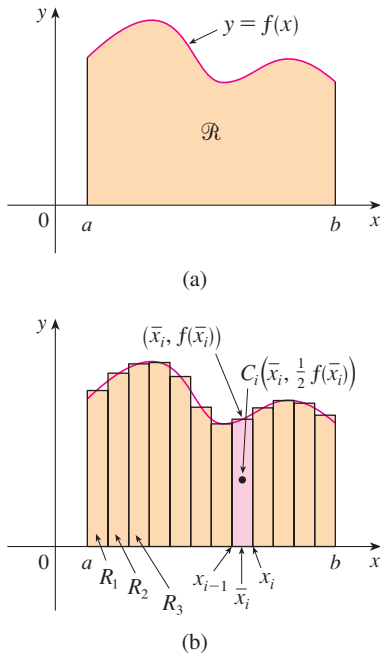 y
y = f(x)
ℛ
0 a b x
(a)
y
(x̄ᵢ, f(x̄ᵢ))
Cᵢ(x̄ᵢ, ½ f(x̄ᵢ))
0 a b x
R₁ R₂ R₃ xᵢ₋₁ x̄ᵢ xᵢ
(b)